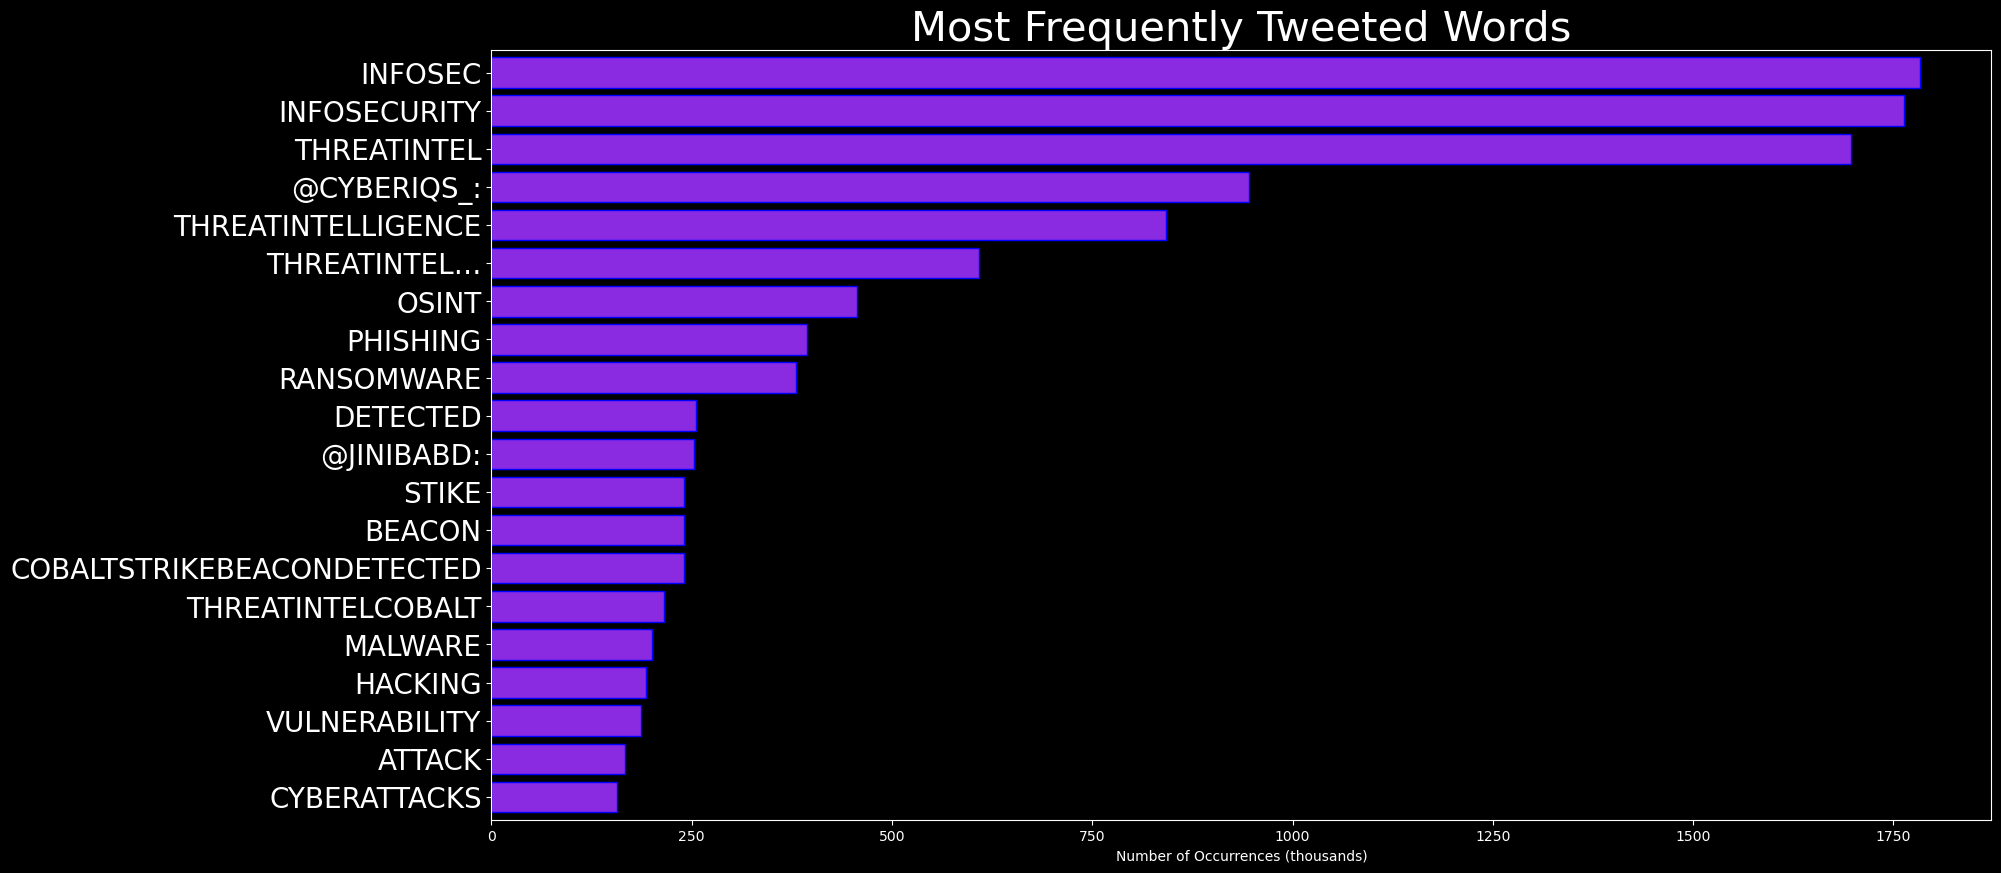 Most Frequently Tweeted Words
INFOSEC
INFOSECURITY
THREATINTEL
@CYBERIQS_:
THREATINTELLIGENCE
THREATINTEL...
OSINT
PHISHING
RANSOMWARE
DETECTED
@JINIBABD:
STIKE
BEACON
COBALTSTRIKEBEACONDETECTED
THREATINTELCOBALT
MALWARE
HACKING
VULNERABILITY
ATTACK
CYBERATTACKS
0 250 500 750 1000 1250 1500 1750
Number of Occurrences (thousands)